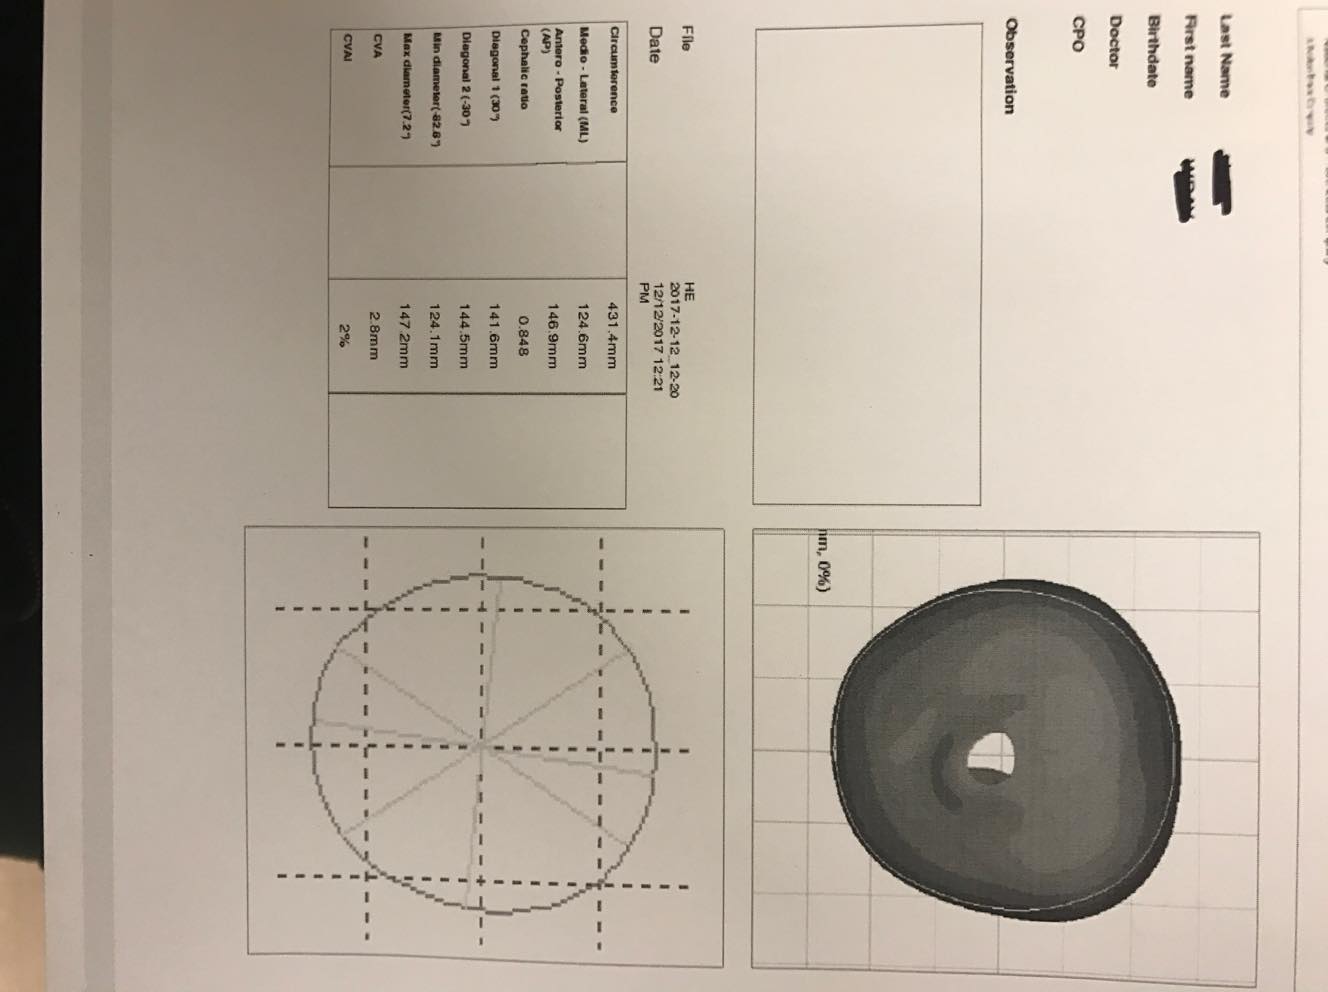 Last Name
First name
Birthdate
Doctor
CPO
Observation
File HE
2017-12-12_12-20
Date 12/12/2017 12:21
PM
Circumference 431.4mm
Medio - Lateral (ML) 124.6mm
Antero - Posterior
(AP) 146.9mm
Cephalic ratio 0.848
Diagonal 1 (30°) 141.6mm
Diagonal 2 (-30°) 144.5mm
Min diameter(-82.8°) 124.1mm
Max diameter(7.2°) 147.2mm
CVA 2.8mm
CVAI 2%
nm, 0%)